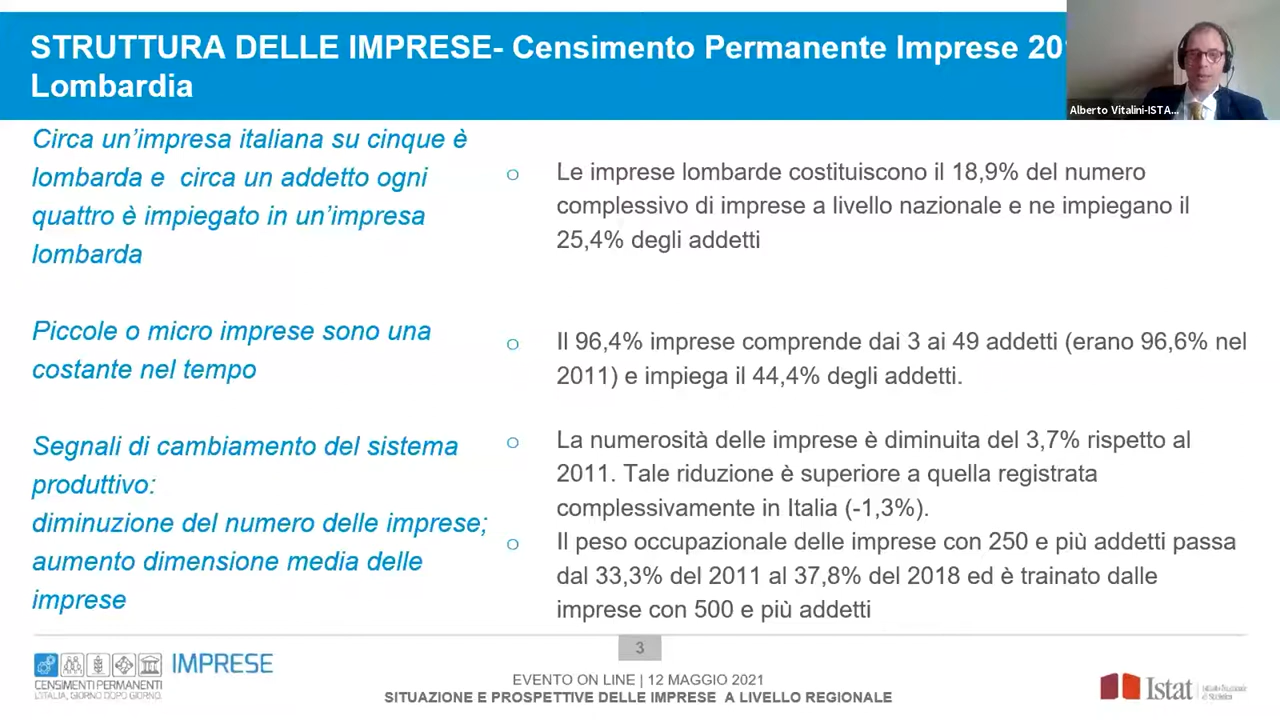 STRUTTURA DELLE IMPRESE- Censimento Permanente Imprese
Lombardia
Alberto Vitalini-ISTA...
Circa un'impresa italiana su cinque è
lombarda e circa un addetto ogni
quattro è impiegato in un'impresa
lombarda
Le imprese lombarde costituiscono il 18,9% del numero
complessivo di imprese a livello nazionale e ne impiegano il
25,4% degli addetti
Piccole o micro imprese sono una
costante nel tempo
Il 96,4% imprese comprende dai 3 ai 49 addetti (erano 96,6% nel
2011) e impiega il 44,4% degli addetti.
Segnali di cambiamento del sistema
produttivo:
diminuzione del numero delle imprese;
aumento dimensione media delle
imprese
La numerosità delle imprese è diminuita del 3,7% rispetto al
2011. Tale riduzione è superiore a quella registrata
complessivamente in Italia (-1,3%).
Il peso occupazionale delle imprese con 250 e più addetti passa
dal 33,3% del 2011 al 37,8% del 2018 ed è trainato dalle
imprese con 500 e più addetti
3
IMPRESE
CENSIMENTI PERMANENTI
L'ITALIA, GIORNO DOPO GIORNO.
EVENTO ON LINE | 12 MAGGIO 2021
SITUAZIONE E PROSPETTIVE DELLE IMPRESE A LIVELLO REGIONALE
Istat